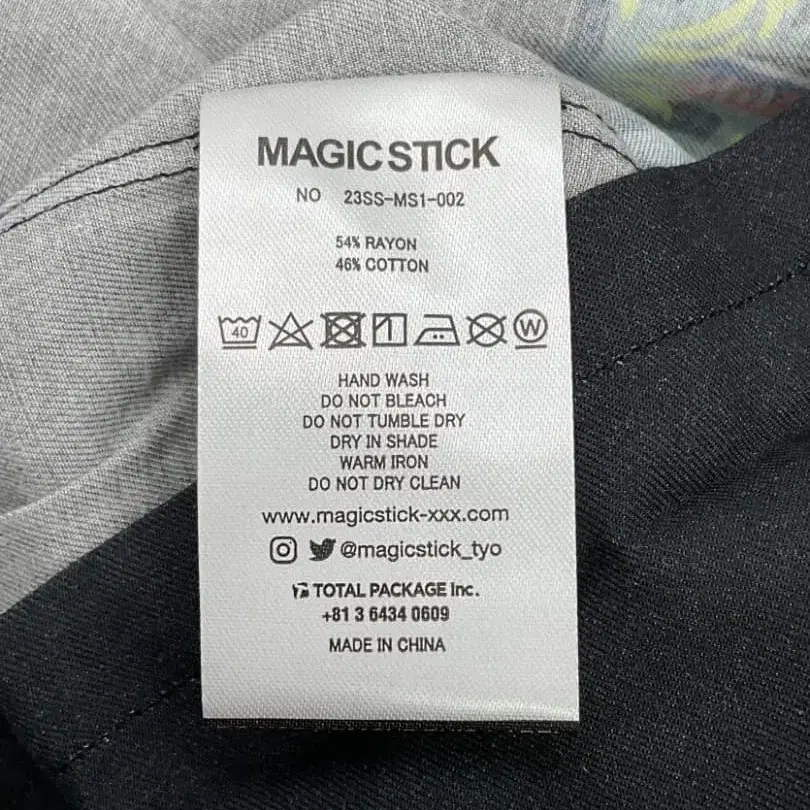 MAGIC STICK
NO 23SS-MS1-002
54% RAYON
46% COTTON
40 W
HAND WASH
DO NOT BLEACH
DO NOT TUMBLE DRY
DRY IN SHADE
WARM IRON
DO NOT DRY CLEAN
www.magicstick-xxx.com
@magicstick_tyo
TOTAL PACKAGE Inc.
+81 3 6434 0609
MADE IN CHINA